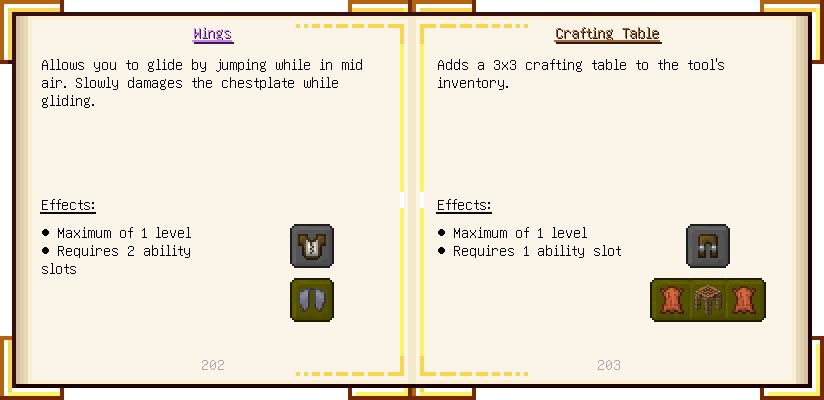 Wings
Allows you to glide by jumping while in mid
air. Slowly damages the chestplate while
gliding.
Effects:
● Maximum of 1 level
● Requires 2 ability
slots
202
Crafting Table
Adds a 3x3 crafting table to the tool's
inventory.
Effects:
● Maximum of 1 level
● Requires 1 ability slot
203